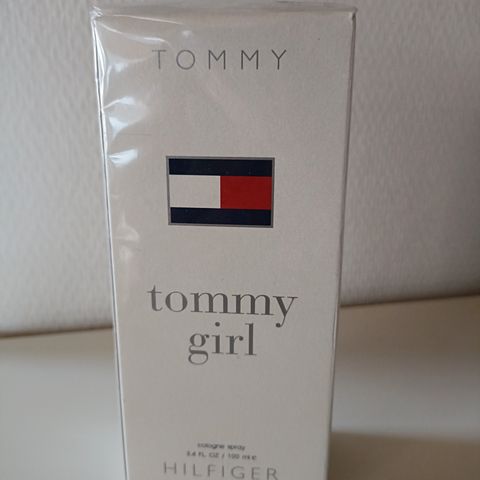 TOMMY
tommy
girl
cologne spray
3.4 FL OZ / 100 ml e
HILFIGER